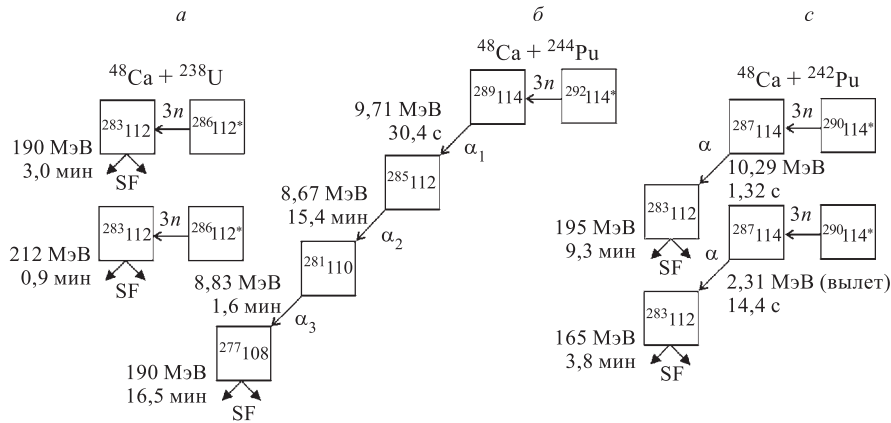 а
⁴⁸Ca + ²³⁸U
²⁸³112
3n
²⁸⁶112*
190 МэВ
3,0 мин
SF
²⁸³112
3n
²⁸⁶112*
212 МэВ
0,9 мин
SF
б
⁴⁸Ca + ²⁴⁴Pu
²⁸⁹114
3n
²⁹²114*
9,71 МэВ
30,4 с
α₁
²⁸⁵112
8,67 МэВ
15,4 мин
α₂
²⁸¹110
8,83 МэВ
1,6 мин
α₃
²⁷⁷108
190 МэВ
16,5 мин
SF
с
⁴⁸Ca + ²⁴²Pu
²⁸⁷114
3n
²⁹⁰114*
α
10,29 МэВ
1,32 с
²⁸³112
195 МэВ
9,3 мин
SF
²⁸⁷114
3n
²⁹⁰114*
α
2,31 МэВ (вылет)
14,4 с
²⁸³112
165 МэВ
3,8 мин
SF